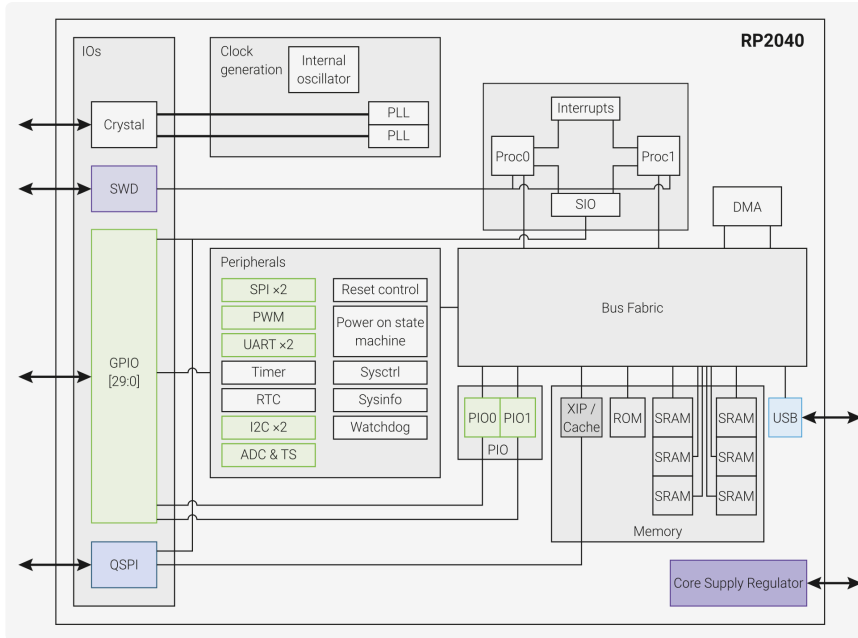 RP2040
IOs
Clock
generation
Internal
oscillator
Crystal
PLL
PLL
Interrupts
Proc0
Proc1
SWD
SIO
DMA
Peripherals
SPI ×2
Reset control
PWM
Power on state
machine
UART ×2
Bus Fabric
GPIO
[29:0]
Timer
Sysctrl
RTC
Sysinfo
I2C ×2
Watchdog
ADC & TS
PIO0
PIO1
PIO
XIP /
Cache
ROM
SRAM
SRAM
USB
SRAM
SRAM
SRAM
SRAM
Memory
QSPI
Core Supply Regulator